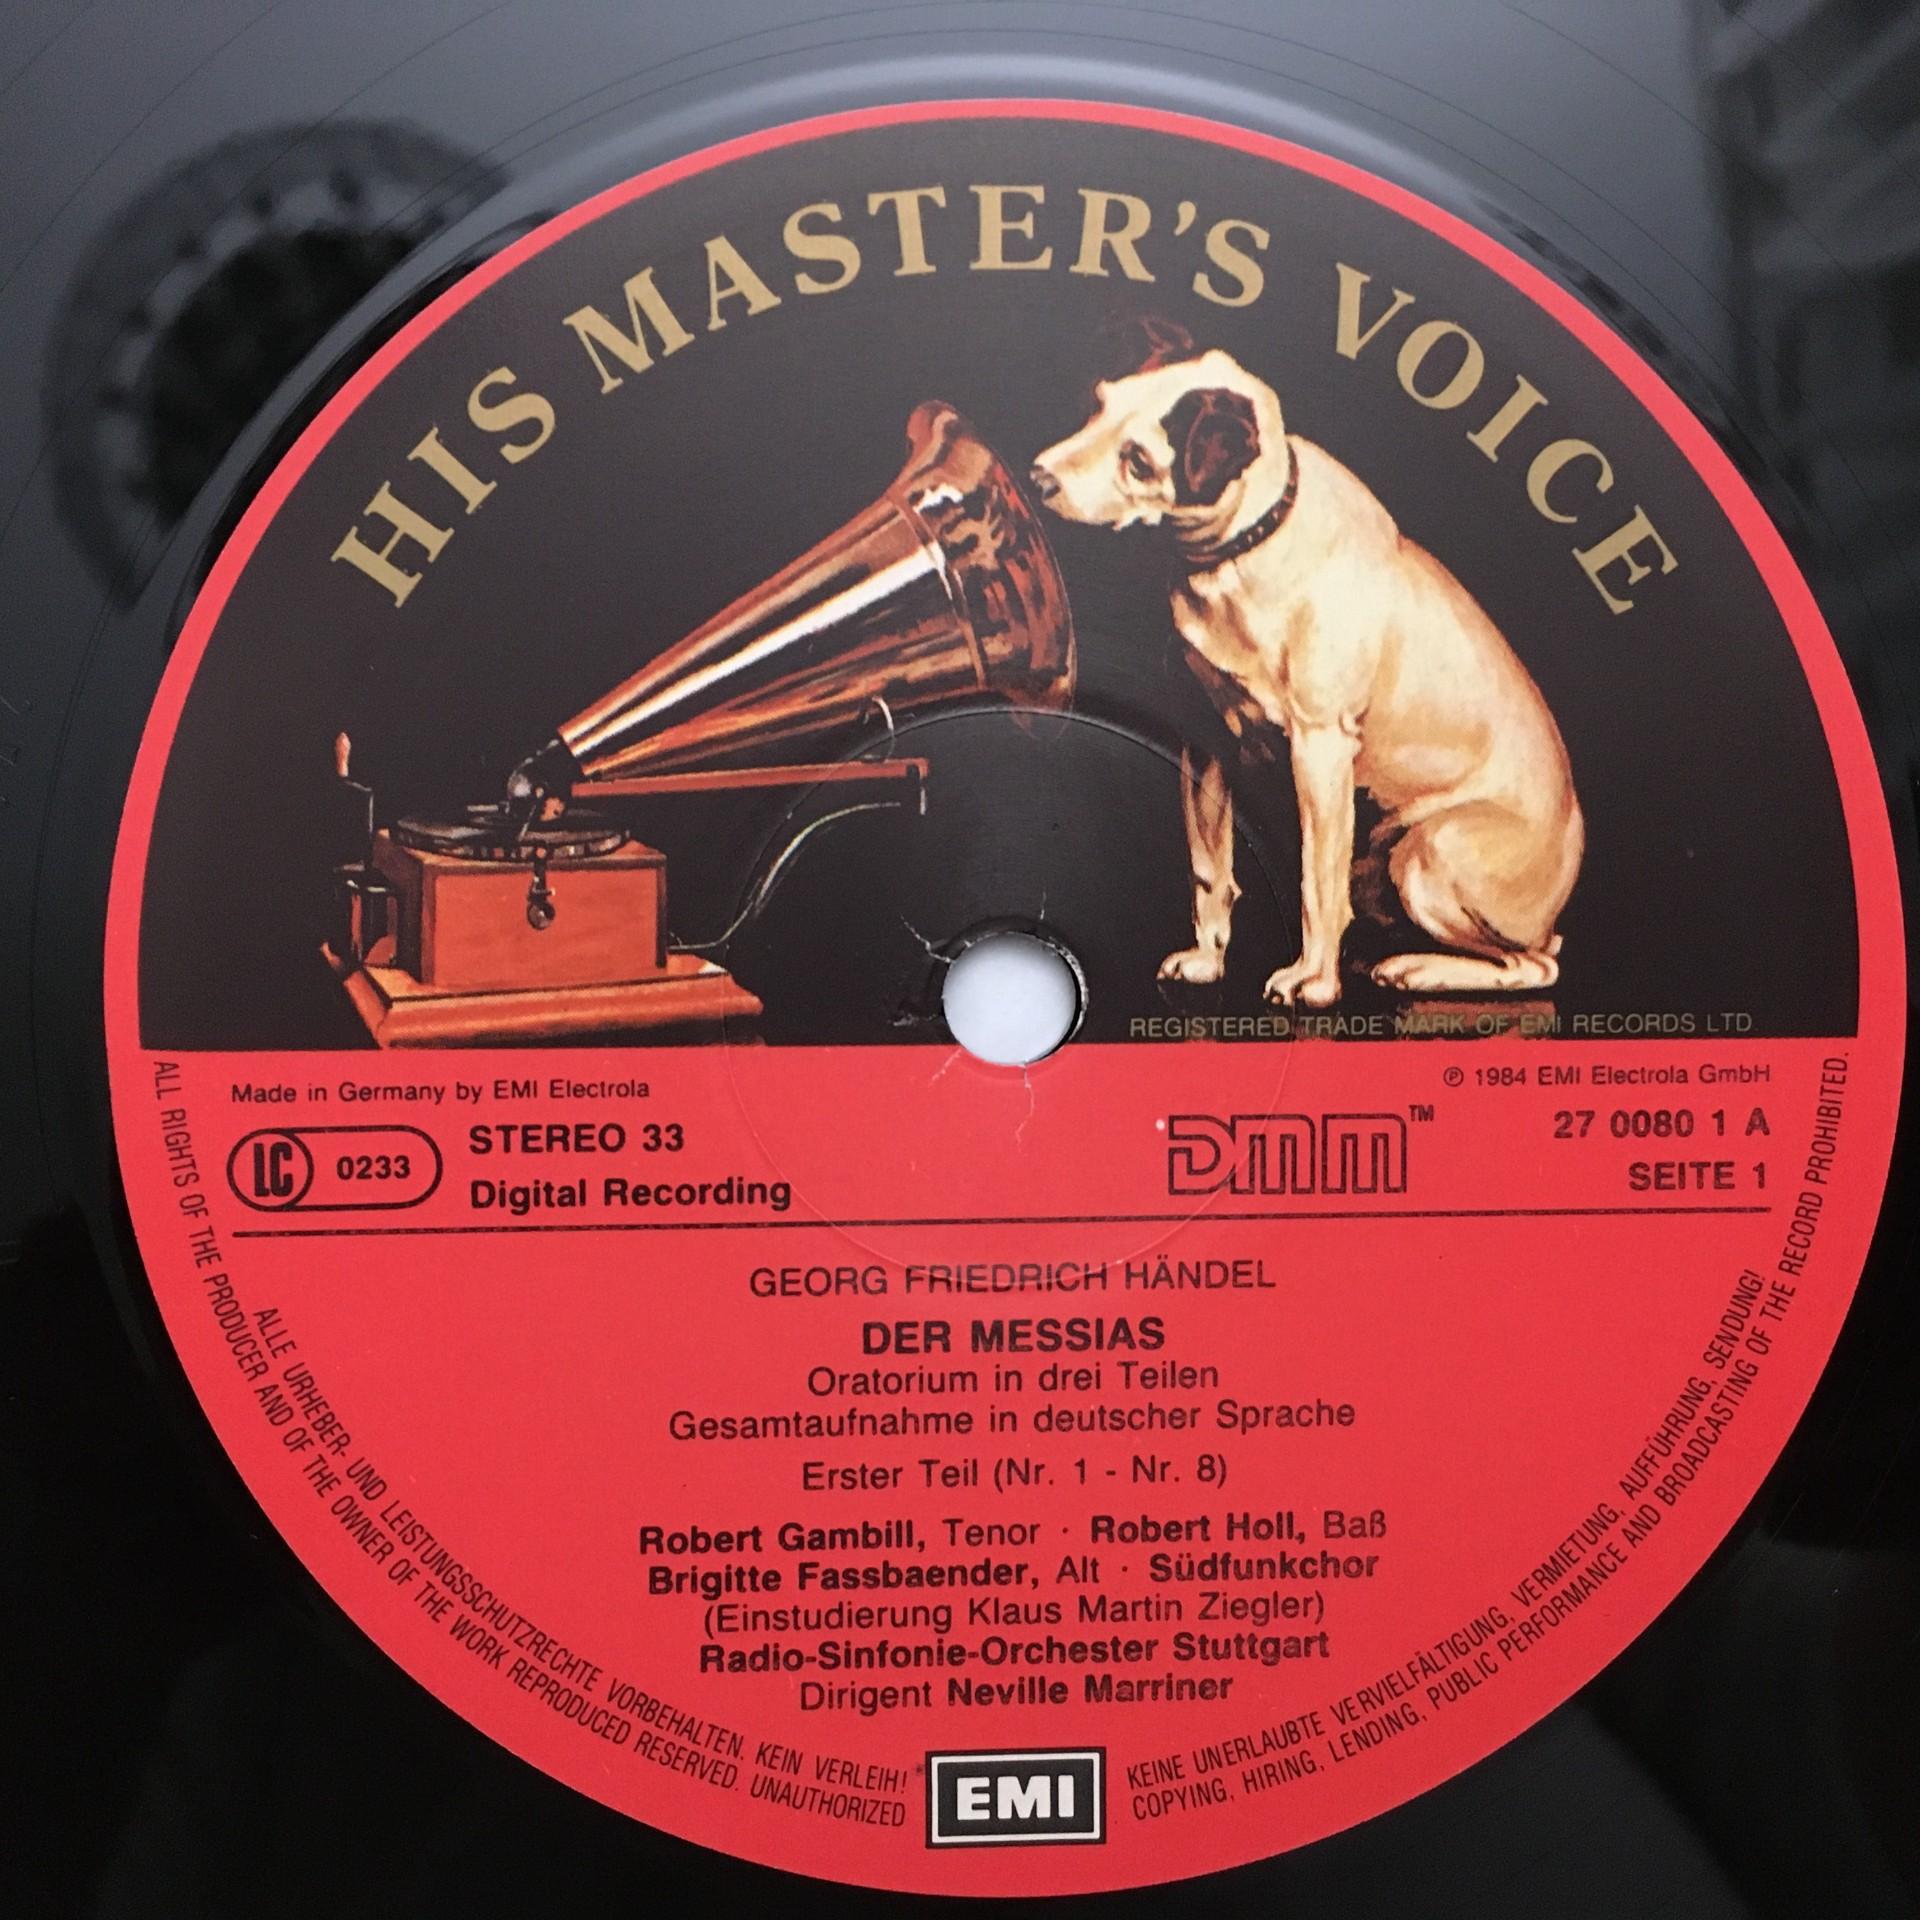 HIS MASTER'S VOICE
REGISTERED TRADE MARK OF EMI RECORDS LTD.
Made in Germany by EMI Electrola
℗ 1984 EMI Electrola GmbH
LC 0233
STEREO 33
Digital Recording
DMM™
27 0080 1 A
SEITE 1
GEORG FRIEDRICH HÄNDEL
DER MESSIAS
Oratorium in drei Teilen
Gesamtaufnahme in deutscher Sprache
Erster Teil (Nr. 1 - Nr. 8)
Robert Gambill, Tenor · Robert Holl, Baß
Brigitte Fassbaender, Alt · Südfunkchor
(Einstudierung Klaus Martin Ziegler)
Radio-Sinfonie-Orchester Stuttgart
Dirigent Neville Marriner
EMI
ALLE URHEBER- UND LEISTUNGSSCHUTZRECHTE VORBEHALTEN. KEIN VERLEIH! KEINE UNERLAUBTE VERVIELFÄLTIGUNG, VERMIETUNG, AUFFÜHRUNG, SENDUNG!
ALL RIGHTS OF THE PRODUCER AND OF THE OWNER OF THE WORK REPRODUCED RESERVED. UNAUTHORIZED COPYING, HIRING, LENDING, PUBLIC PERFORMANCE AND BROADCASTING OF THE RECORD PROHIBITED.